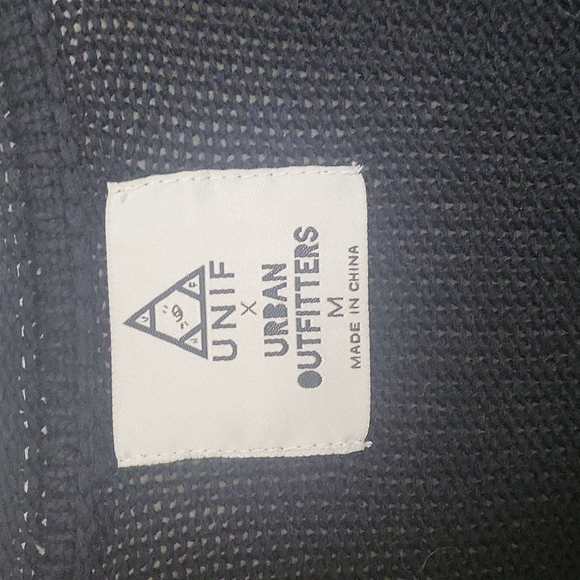 UNIF
X
URBAN
OUTFITTERS
M
MADE IN CHINA